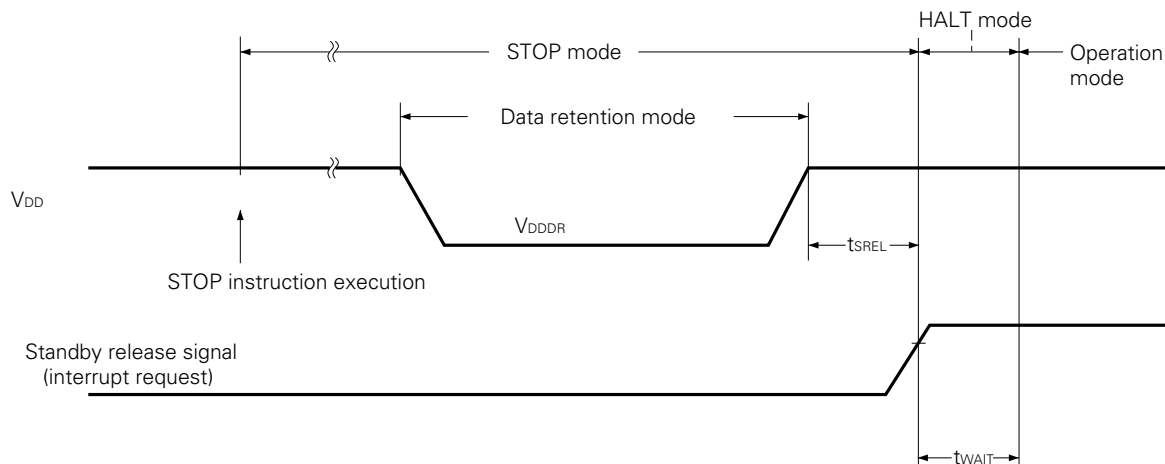 HALT mode
STOP mode
Operation
mode
Data retention mode
VDD
VDDDR
tSREL
STOP instruction execution
Standby release signal
(interrupt request)
tWAIT